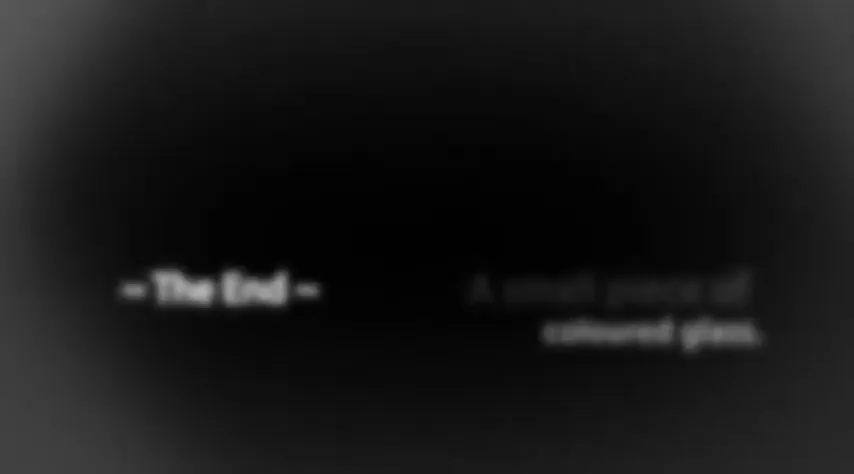 ~ The End ~
A small piece of
coloured glass.